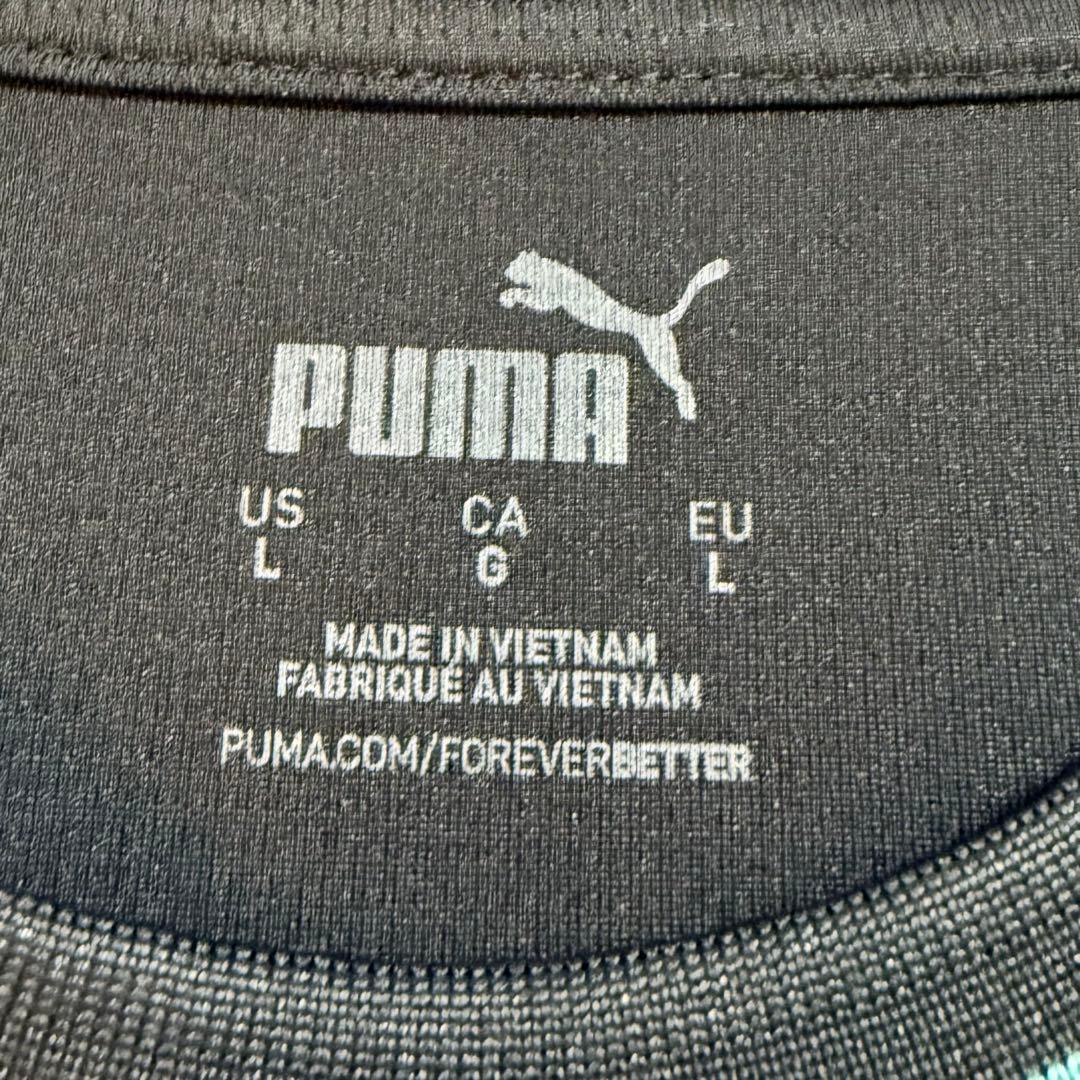 PUMA
US CA EU
L G L
MADE IN VIETNAM
FABRIQUÉ AU VIETNAM
PUMA.COM/FOREVERBETTER